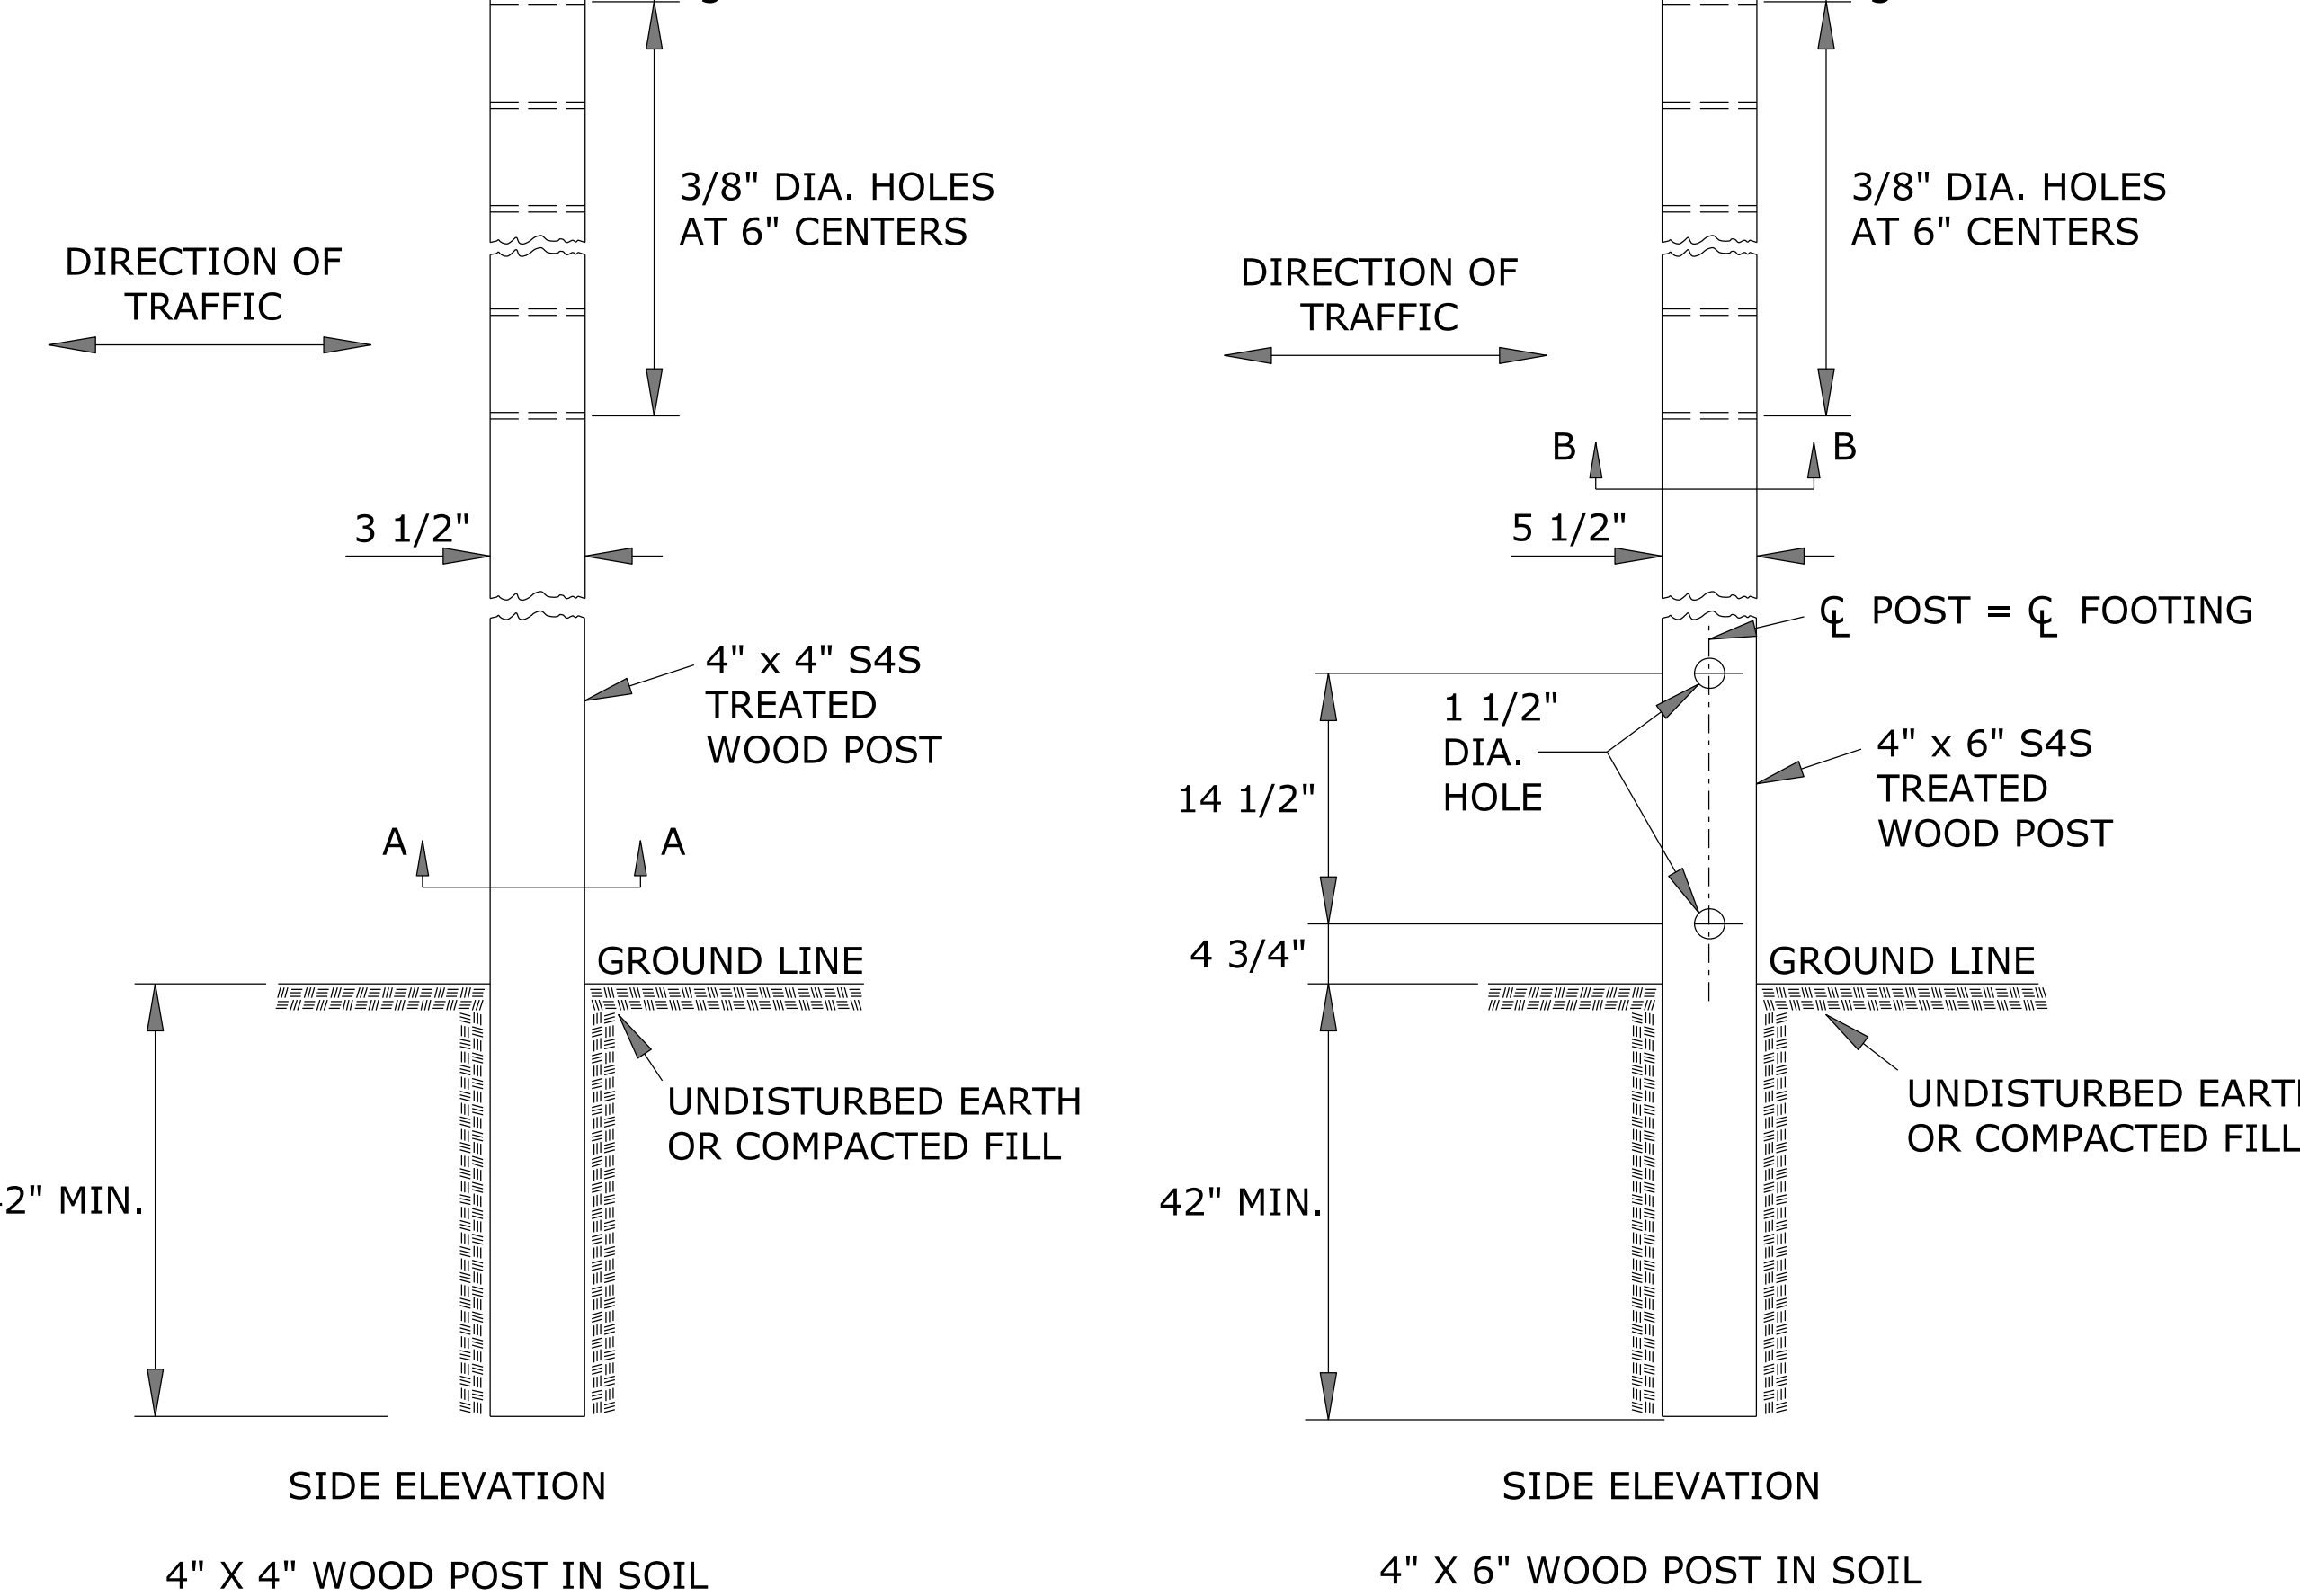 3/8" DIA. HOLES
AT 6" CENTERS
DIRECTION OF
TRAFFIC
3 1/2"
4" x 4" S4S
TREATED
WOOD POST
A
A
GROUND LINE
UNDISTURBED EARTH
OR COMPACTED FILL
2" MIN.
SIDE ELEVATION
4" X 4" WOOD POST IN SOIL
3/8" DIA. HOLES
AT 6" CENTERS
DIRECTION OF
TRAFFIC
B
B
5 1/2"
℄ POST = ℄ FOOTING
1 1/2"
DIA.
HOLE
14 1/2"
4" x 6" S4S
TREATED
WOOD POST
4 3/4"
GROUND LINE
UNDISTURBED EART
OR COMPACTED FILL
42" MIN.
SIDE ELEVATION
4" X 6" WOOD POST IN SOIL